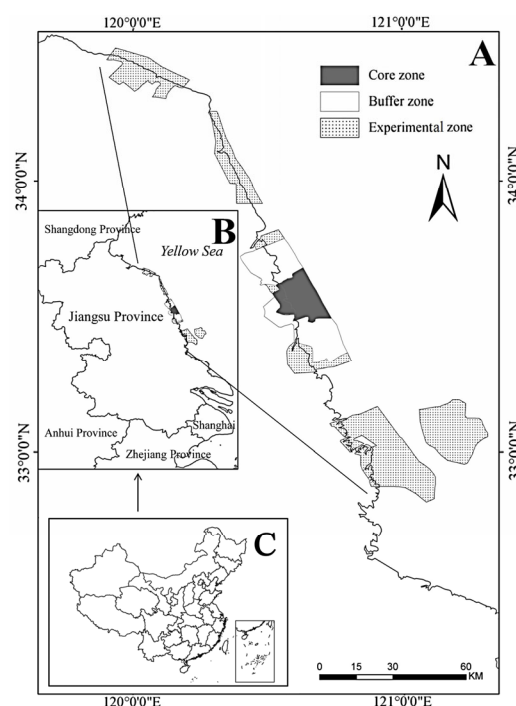 120°0'0"E
121°0'0"E
A
Core zone
Buffer zone
Experimental zone
N
34°0'0"N
34°0'0"N
Shangdong Province
B
Yellow Sea
Jiangsu Province
Anhui Province
Shanghai
Zhejiang Province
33°0'0"N
33°0'0"N
C
0 15 30 60
KM
120°0'0"E
121°0'0"E